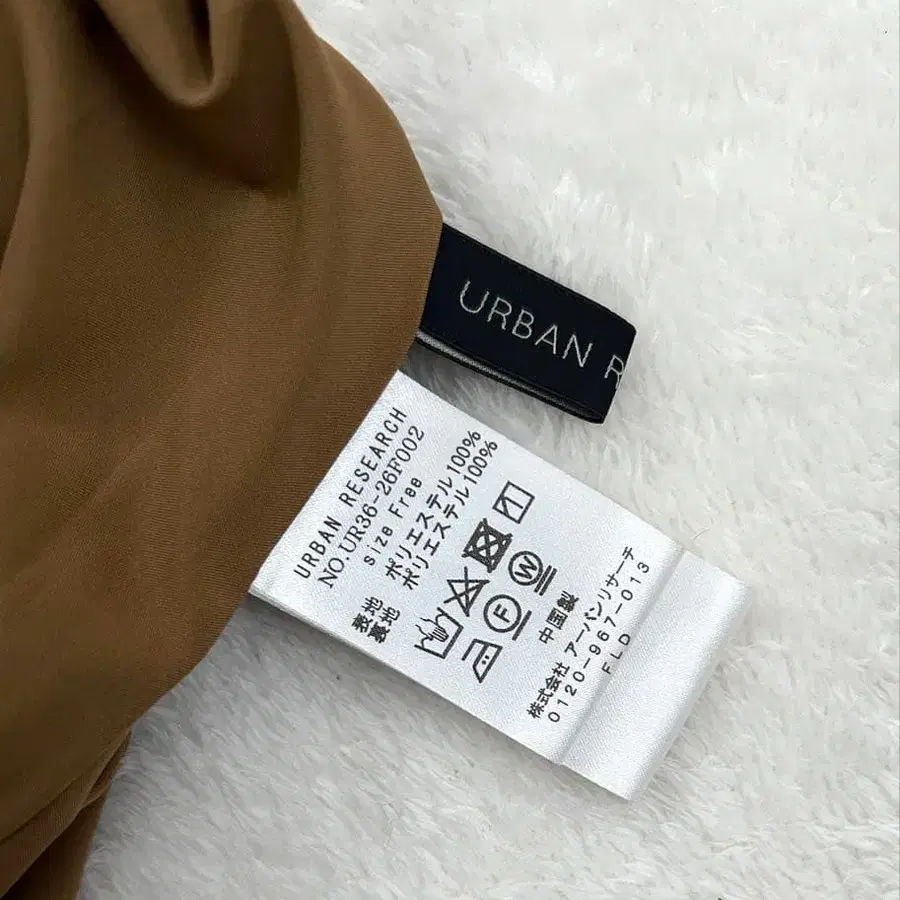 URBAN R
URBAN RESEARCH
NO.UR36-26F002
size Free
表地 ポリエステル100%
裏地 ポリエステル100%
F
W
中国製
株式会社 アーバンリサーチ
0120-967-013
FLD